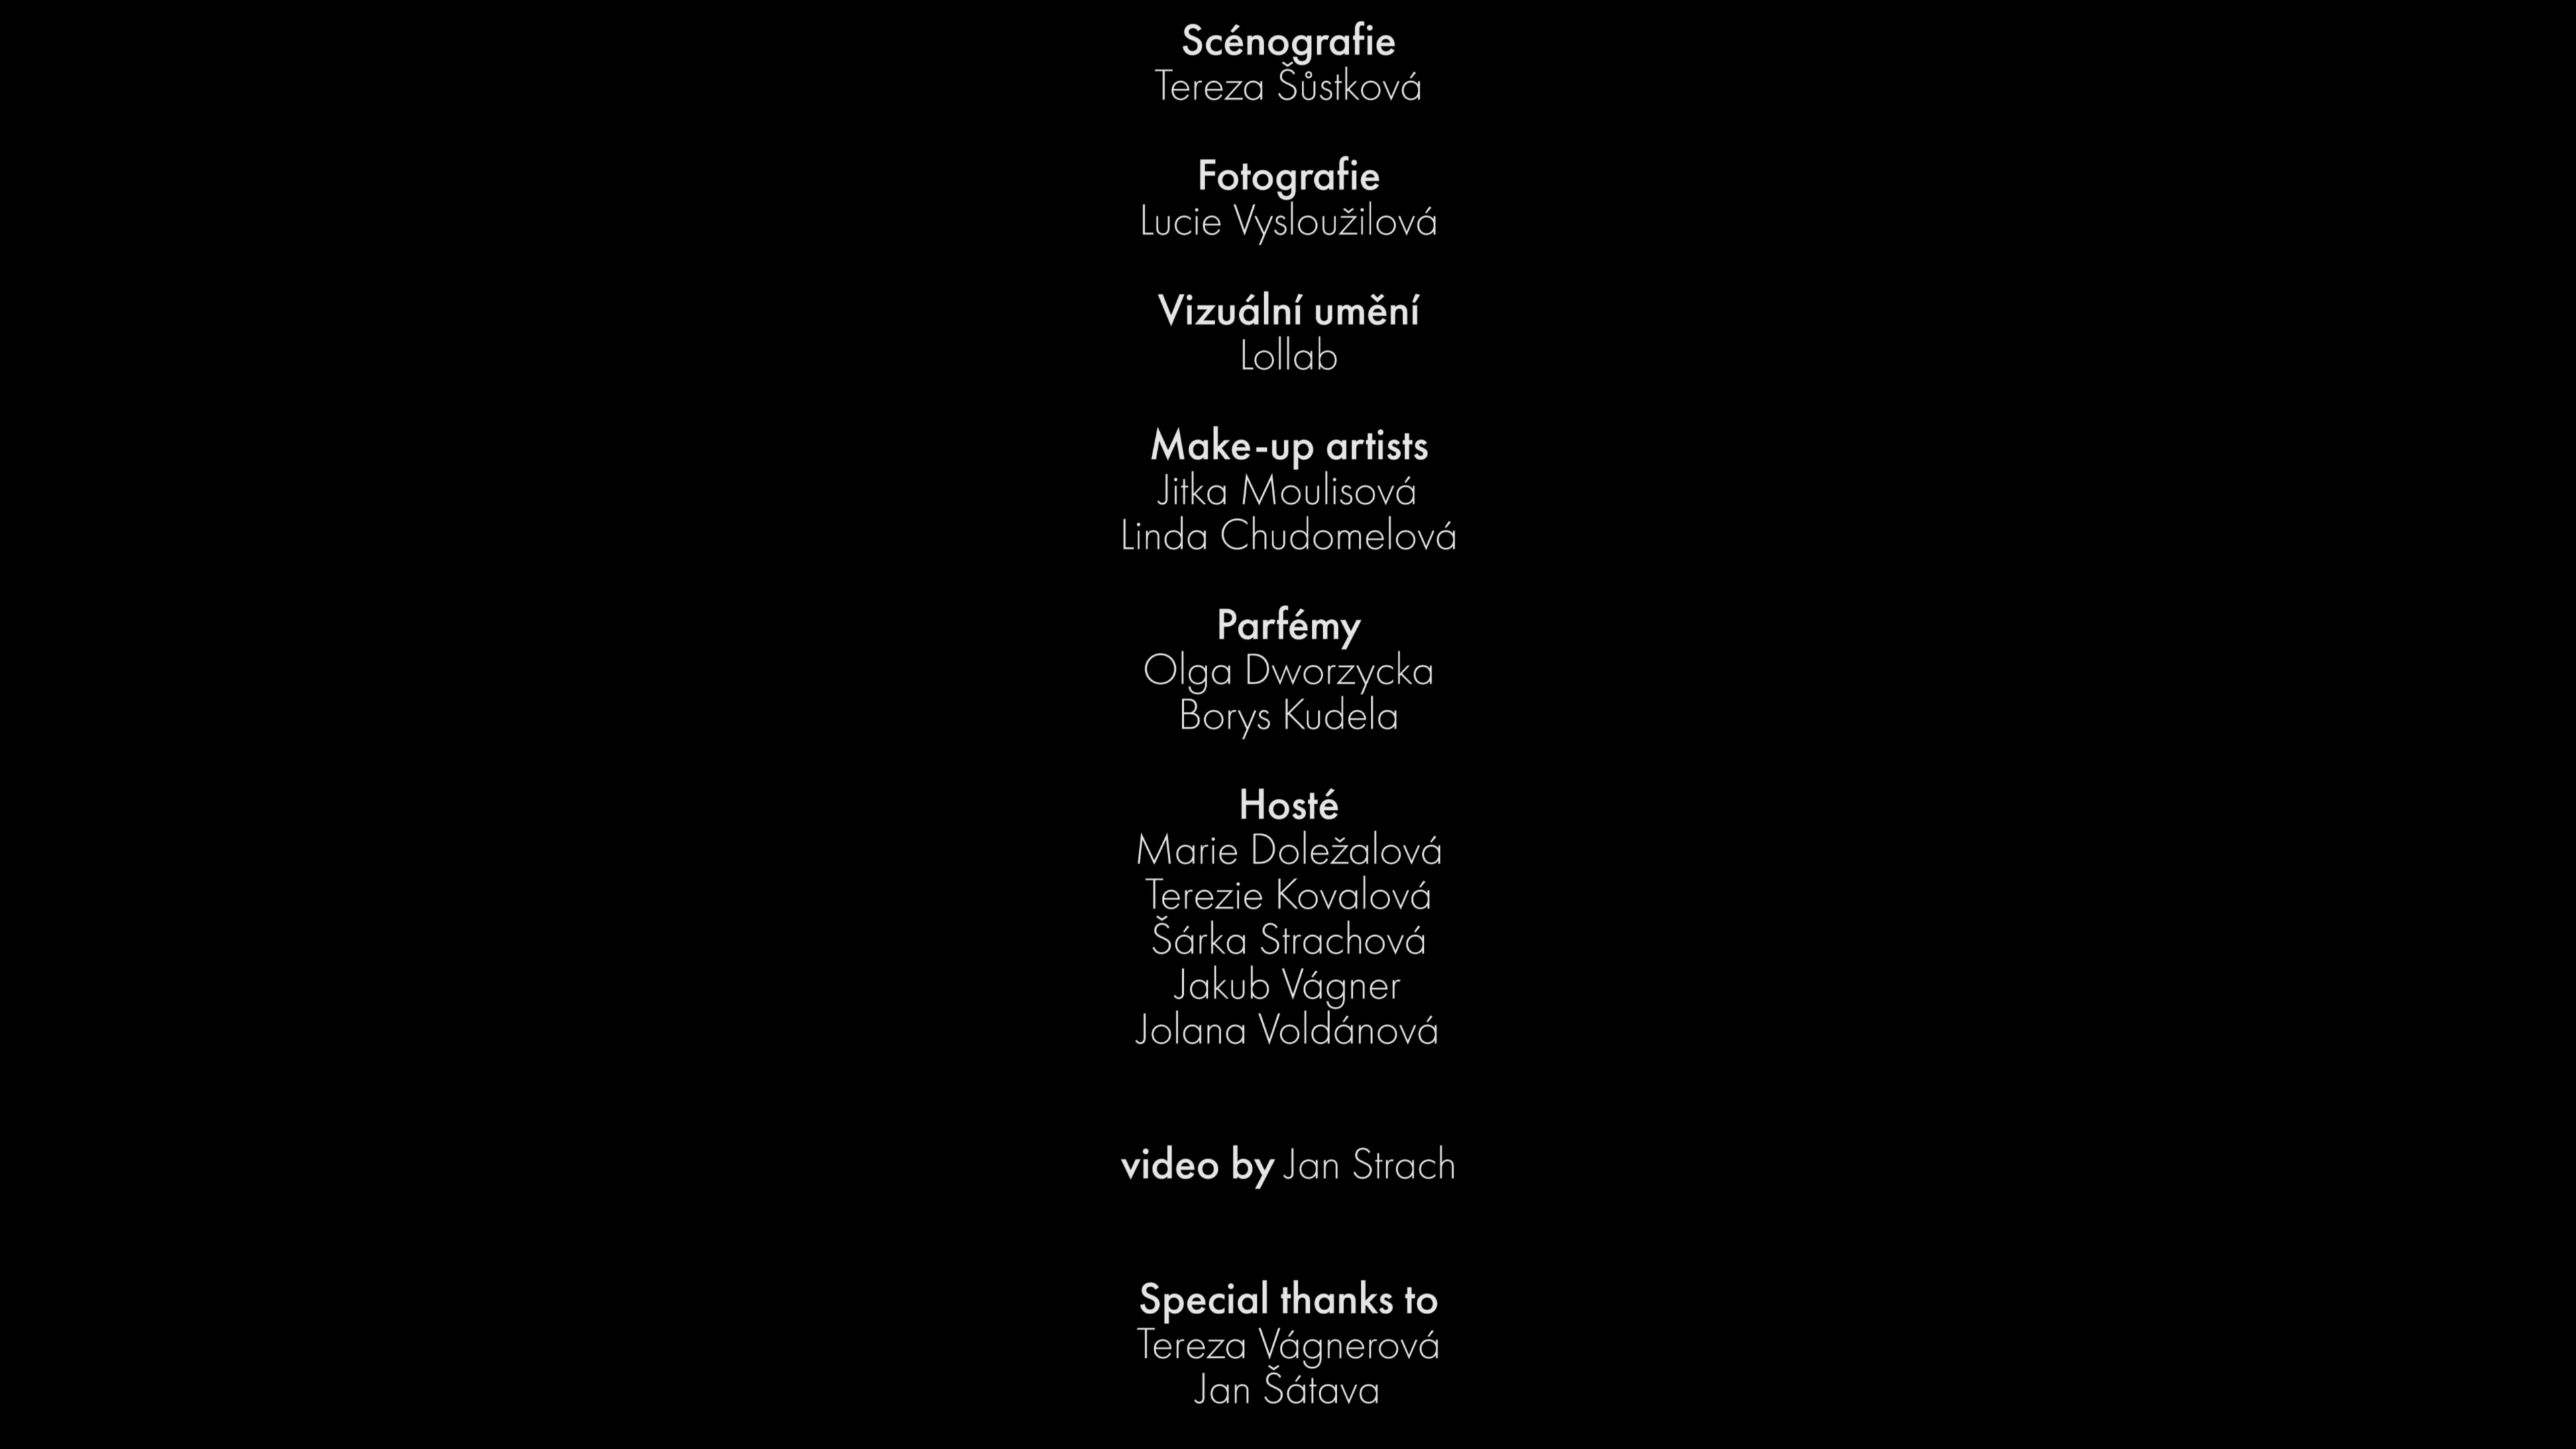 Scénografie
Tereza Šůstková
Fotografie
Lucie Vysloužilová
Vizuální umění
Lollab
Make-up artists
Jitka Moulisová
Linda Chudomelová
Parfémy
Olga Dworzycka
Borys Kudela
Hosté
Marie Doležalová
Terezie Kovalová
Šárka Strachová
Jakub Vágner
Jolana Voldánová
video by Jan Strach
Special thanks to
Tereza Vágnerová
Jan Šátava